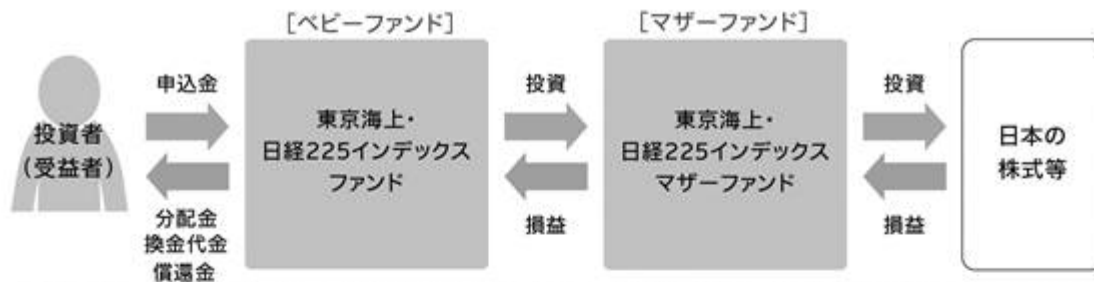 [ベビーファンド]
[マザーファンド]
申込金
投資
投資
投資者
(受益者)
東京海上・
日経225インデックス
ファンド
東京海上・
日経225インデックス
マザーファンド
日本の
株式等
分配金
換金代金
償還金
損益
損益